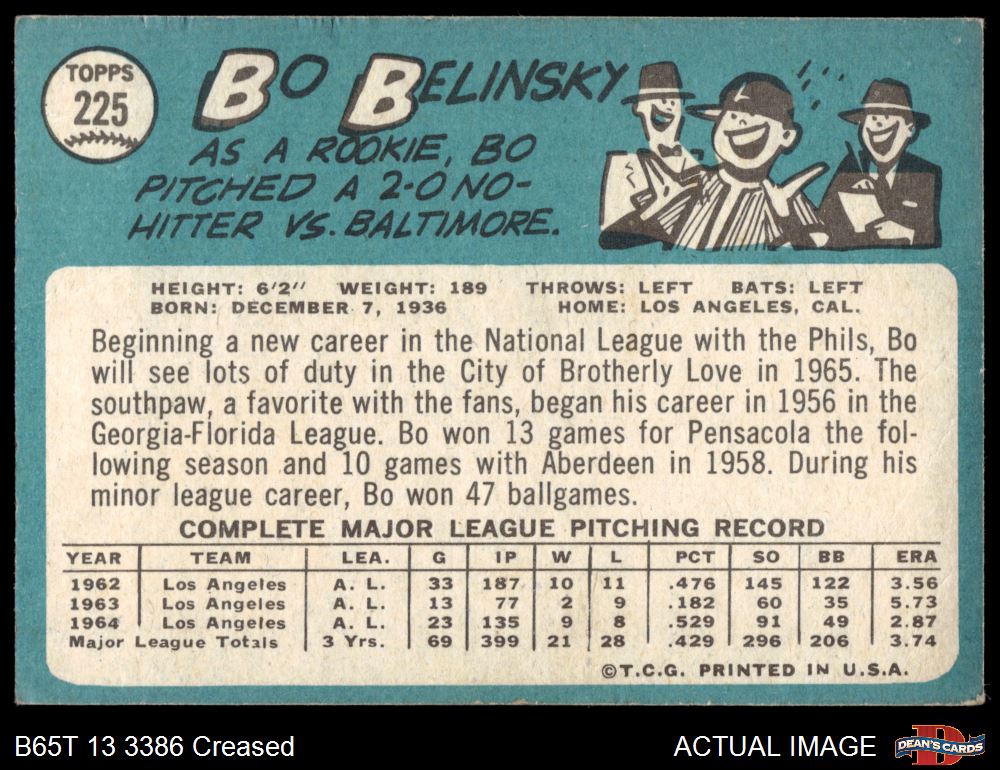 TOPPS
225
BO BELINSKY
AS A ROOKIE, BO
PITCHED A 2-0 NO-
HITTER VS. BALTIMORE.
HEIGHT: 6'2" WEIGHT: 189 THROWS: LEFT BATS: LEFT
BORN: DECEMBER 7, 1936 HOME: LOS ANGELES, CAL.
Beginning a new career in the National League with the Phils, Bo
will see lots of duty in the City of Brotherly Love in 1965. The
southpaw, a favorite with the fans, began his career in 1956 in the
Georgia-Florida League. Bo won 13 games for Pensacola the fol-
lowing season and 10 games with Aberdeen in 1958. During his
minor league career, Bo won 47 ballgames.
COMPLETE MAJOR LEAGUE PITCHING RECORD
YEAR TEAM LEA. G IP W L PCT SO BB ERA
1962 Los Angeles A. L. 33 187 10 11 .476 145 122 3.56
1963 Los Angeles A. L. 13 77 2 9 .182 60 35 5.73
1964 Los Angeles A. L. 23 135 9 8 .529 91 49 2.87
Major League Totals 3 Yrs. 69 399 21 28 .429 296 206 3.74
©T.C.G. PRINTED IN U.S.A.
B65T 13 3386 Creased
ACTUAL IMAGE
DEAN'S CARDS